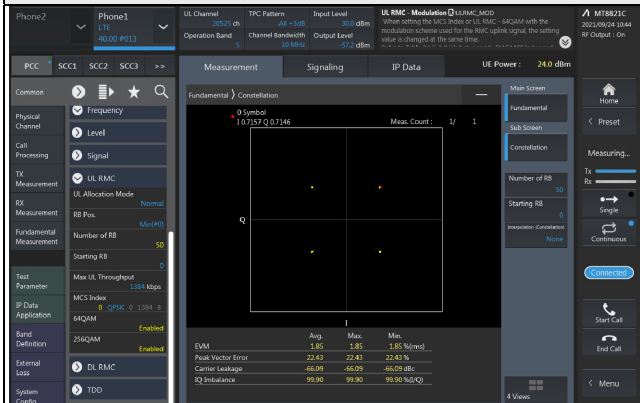 Phone2
Phone1
LTE
40.00 #013
UL Channel
20525 ch
Operation Band
5
TPC Pattern
All +3dB
Channel Bandwidth
10 MHz
Input Level
30.0 dBm
Output Level
-57.2 dBm
UL RMC - Modulation ULRMC_MOD
When setting the MCS Index or UL RMC - 64QAM with the
modulation scheme used for the RMC uplink signal, the setting
value is changed at the same time.
MT8821C
2021/09/24 10:44
RF Output : On
PCC
SCC1
SCC2
SCC3
>>
Measurement
Signaling
IP Data
UE Power : 24.0 dBm
Common
Physical
Channel
Call
Processing
TX
Measurement
RX
Measurement
Fundamental
Measurement
Test
Parameter
IP Data
Application
Band
Definition
External
Loss
System
Config
Frequency
Level
Signal
UL RMC
UL Allocation Mode
Normal
RB Pos.
Min(#0)
Number of RB
50
Starting RB
0
Max UL Throughput
1384 kbps
MCS Index
0 QPSK 0 1384 B
64QAM
Enabled
256QAM
Enabled
DL RMC
TDD
Fundamental 〉 Constellation
0 Symbol
I 0.7157 Q 0.7146
Meas. Count : 1/ 1
Q
I
Avg. Max. Min.
EVM 1.85 1.85 1.85 %(rms)
Peak Vector Error 22.43 22.43 22.43 %
Carrier Leakage -66.09 -66.09 -66.09 dBc
IQ Imbalance 99.90 99.90 99.90 %(I/Q)
Main Screen
Fundamental
Sub Screen
Constellation
Number of RB
50
Starting RB
0
Interpolation (Constellation)
None
4 Views
Home
< Preset
Measuring...
Tx
Rx
Single
Continuous
Connected
Start Call
End Call
< Menu